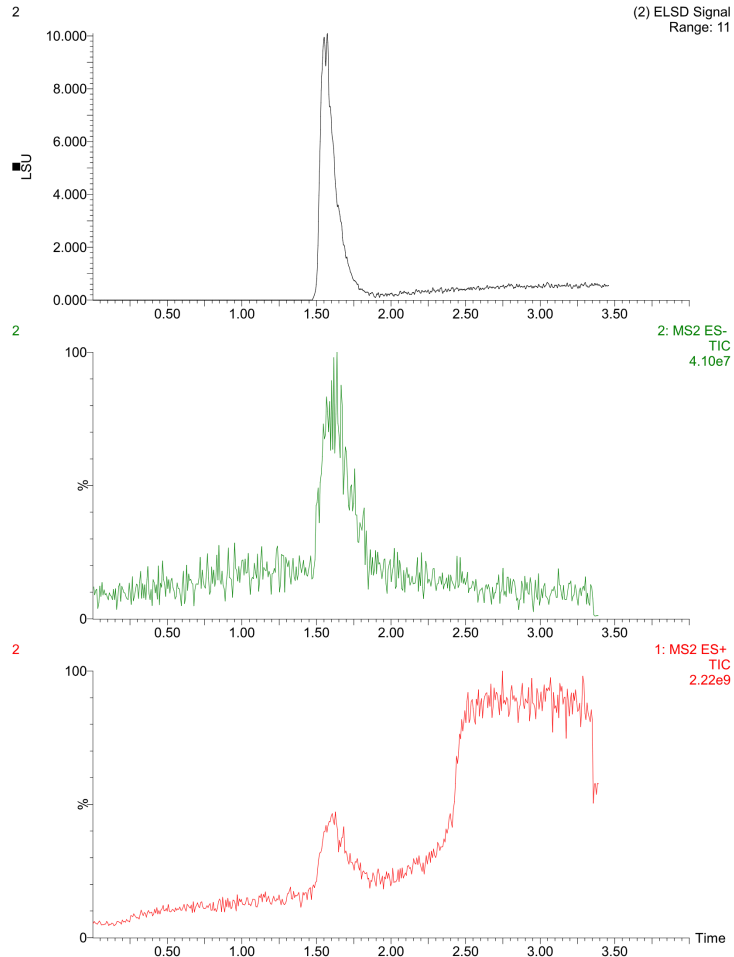 2
(2) ELSD Signal
Range: 11
10.000
8.000
6.000
4.000
2.000
0.000
LSU
0.50 1.00 1.50 2.00 2.50 3.00 3.50
2
2: MS2 ES-
TIC
4.10e7
100
%
0
0.50 1.00 1.50 2.00 2.50 3.00 3.50
2
1: MS2 ES+
TIC
2.22e9
100
%
0
0.50 1.00 1.50 2.00 2.50 3.00 3.50
Time